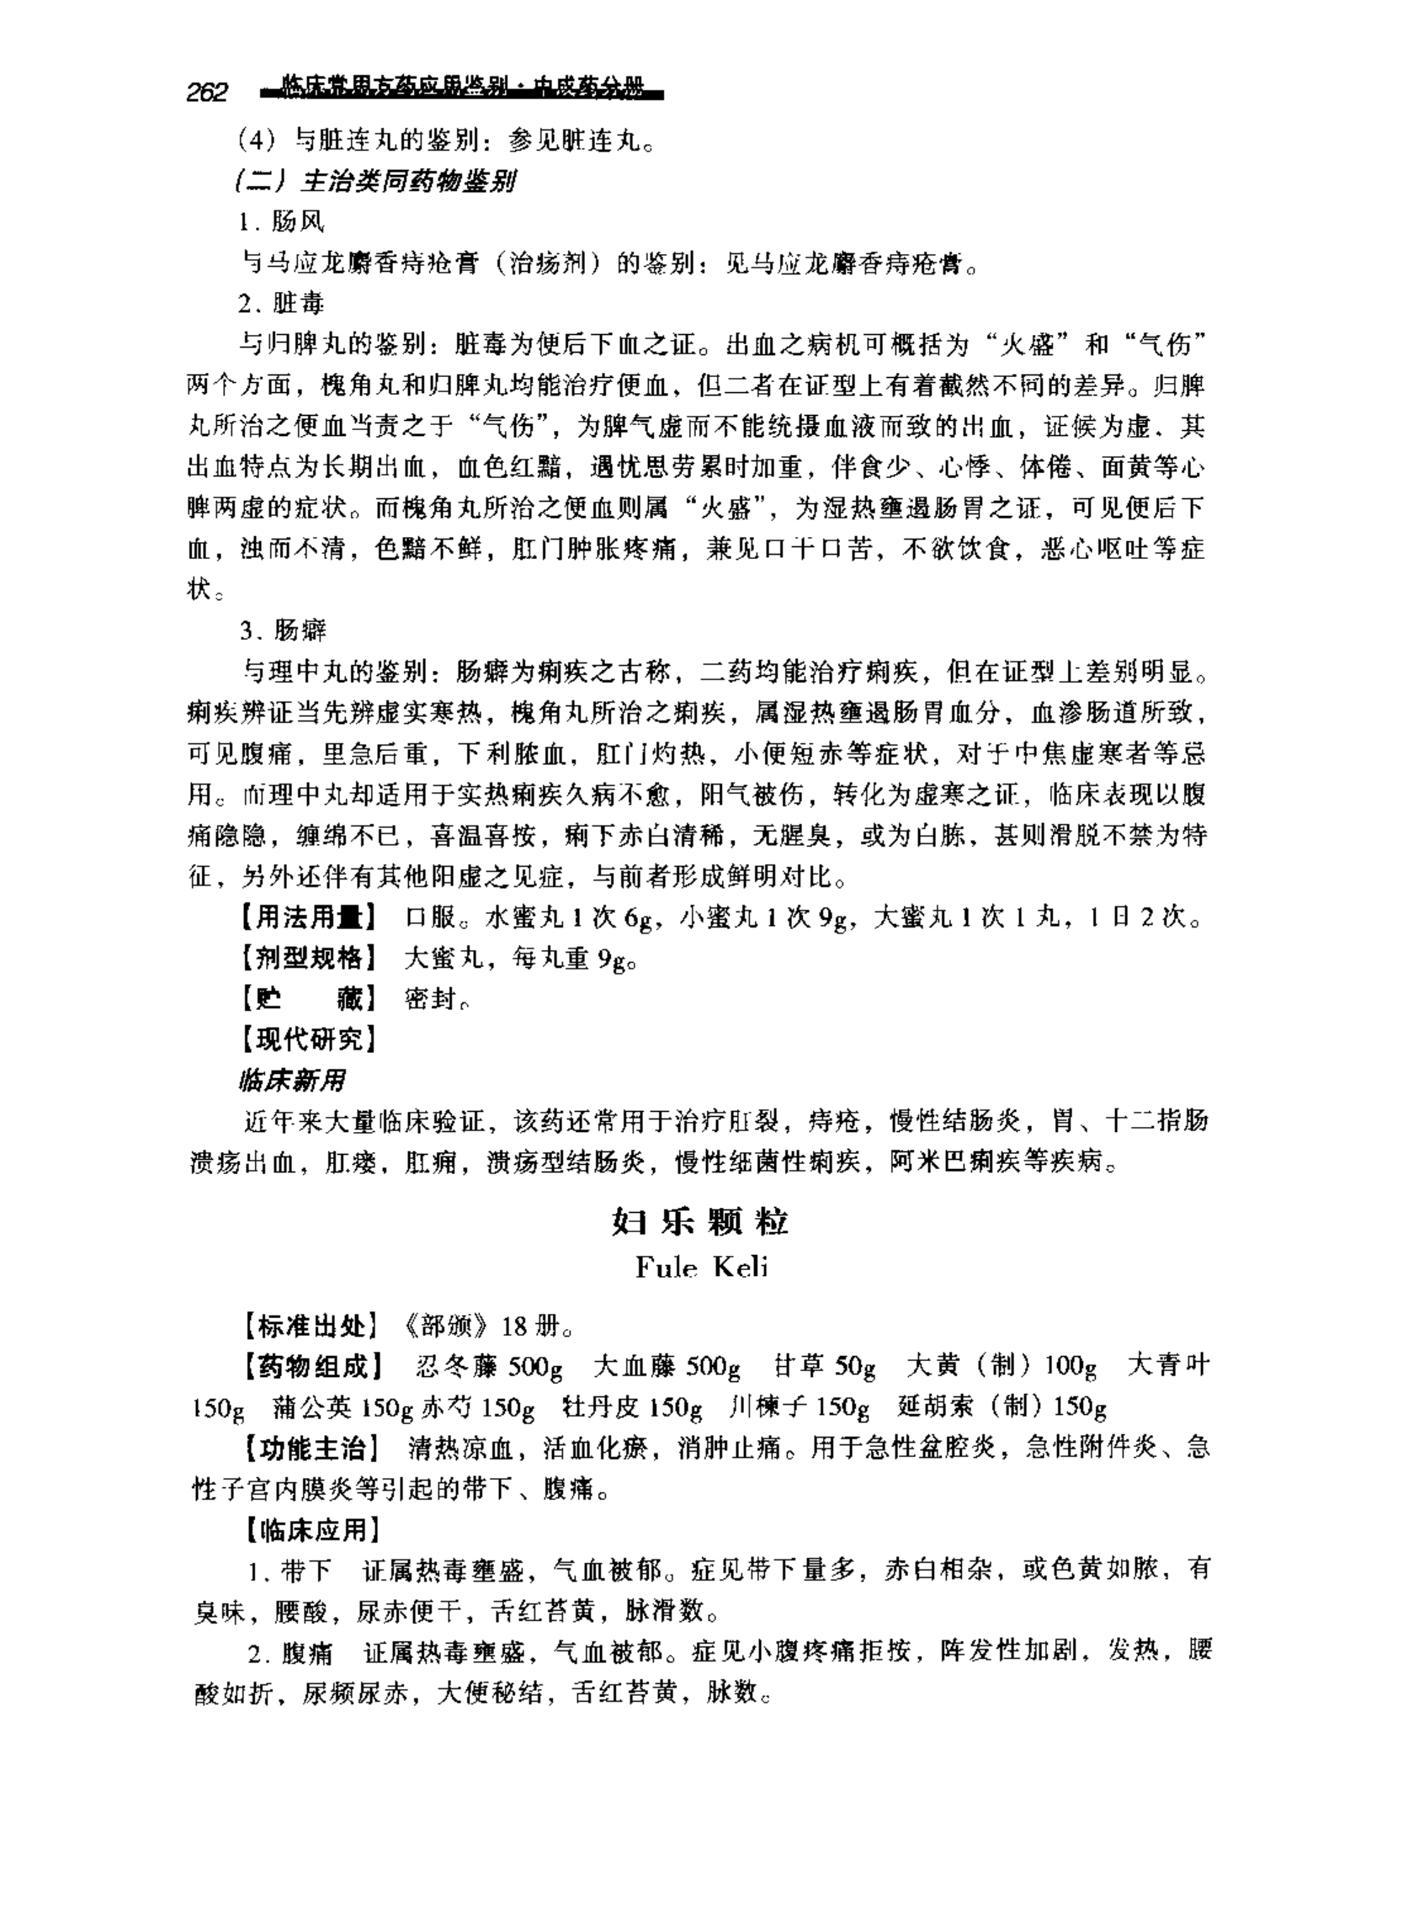 262 临床常用方药应用鉴别·中成药分册
(4) 与脏连丸的鉴别：参见脏连丸。
(二) 主治类同药物鉴别
1. 肠风
与马应龙麝香痔疮膏（治疡剂）的鉴别：见马应龙麝香痔疮膏。
2. 脏毒
与归脾丸的鉴别：脏毒为便后下血之证。出血之病机可概括为“火盛”和“气伤”
两个方面，槐角丸和归脾丸均能治疗便血，但二者在证型上有着截然不同的差异。归脾
丸所治之便血当责之于“气伤”，为脾气虚而不能统摄血液而致的出血，证候为虚．其
出血特点为长期出血，血色红黯，遇忧思劳累时加重，伴食少、心悸、体倦、面黄等心
脾两虚的症状。而槐角丸所治之便血则属“火盛”，为湿热壅遏肠胃之证，可见便后下
血，浊而不清，色黯不鲜，肛门肿胀疼痛，兼见口干口苦，不欲饮食，恶心呕吐等症
状。
3. 肠癖
与理中丸的鉴别：肠癖为痢疾之古称，二药均能治疗痢疾，但在证型上差别明显。
痢疾辨证当先辨虚实寒热，槐角丸所治之痢疾，属湿热壅遏肠胃血分，血渗肠道所致，
可见腹痛，里急后重，下利脓血，肛门灼热，小便短赤等症状，对于中焦虚寒者等忌
用。而理中丸却适用于实热痢疾久病不愈，阳气被伤，转化为虚寒之证，临床表现以腹
痛隐隐，缠绵不已，喜温喜按，痢下赤白清稀，无腥臭，或为白胨，甚则滑脱不禁为特
征，另外还伴有其他阳虚之见症，与前者形成鲜明对比。
【用法用量】 口服。水蜜丸1次6g，小蜜丸1次9g，大蜜丸1次1丸，1日2次。
【剂型规格】 大蜜丸，每丸重9g。
【贮　　藏】 密封。
【现代研究】
临床新用
近年来大量临床验证，该药还常用于治疗肛裂，痔疮，慢性结肠炎，胃、十二指肠
溃疡出血，肛瘘，肛痈，溃疡型结肠炎，慢性细菌性痢疾，阿米巴痢疾等疾病。
妇乐颗粒
Fule Keli
【标准出处】《部颁》18册。
【药物组成】 忍冬藤500g 大血藤500g 甘草50g 大黄（制）100g 大青叶
150g 蒲公英150g赤芍150g 牡丹皮150g 川楝子150g 延胡索（制）150g
【功能主治】 清热凉血，活血化瘀，消肿止痛。用于急性盆腔炎，急性附件炎、急
性子宫内膜炎等引起的带下、腹痛。
【临床应用】
1. 带下 证属热毒壅盛，气血被郁。症见带下量多，赤白相杂，或色黄如脓，有
臭味，腰酸，尿赤便干，舌红苔黄，脉滑数。
2. 腹痛 证属热毒壅盛，气血被郁。症见小腹疼痛拒按，阵发性加剧，发热，腰
酸如折，尿频尿赤，大便秘结，舌红苔黄，脉数。